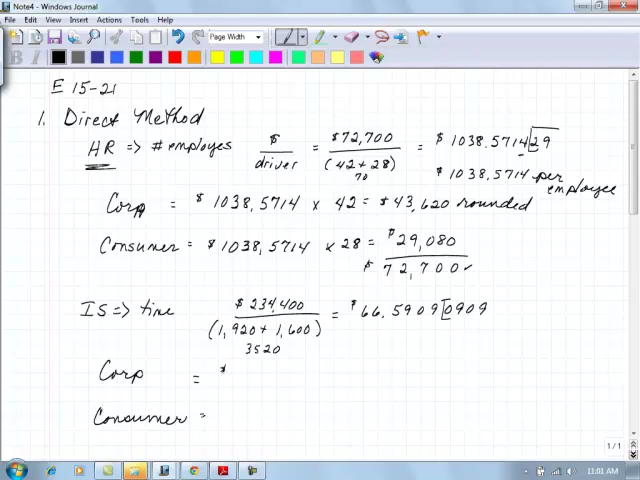 Note4 - Windows Journal
File Edit View Insert Actions Tools Help
Page Width
E 15-21
1. Direct Method
HR => # employes $ / driver = $72,700 / (42 + 28) = $1038.571429
70
$1038.5714 per employee
Corp = $1038.5714 x 42 = $43,620 rounded
Consumer = $1038.5714 x 28 = $29,080
$72,700 ✓
IS => time $234,400 / (1,920 + 1,600) = $66.5909[0909
3520
Corp = $
Consumer =
1/1
11:01 AM